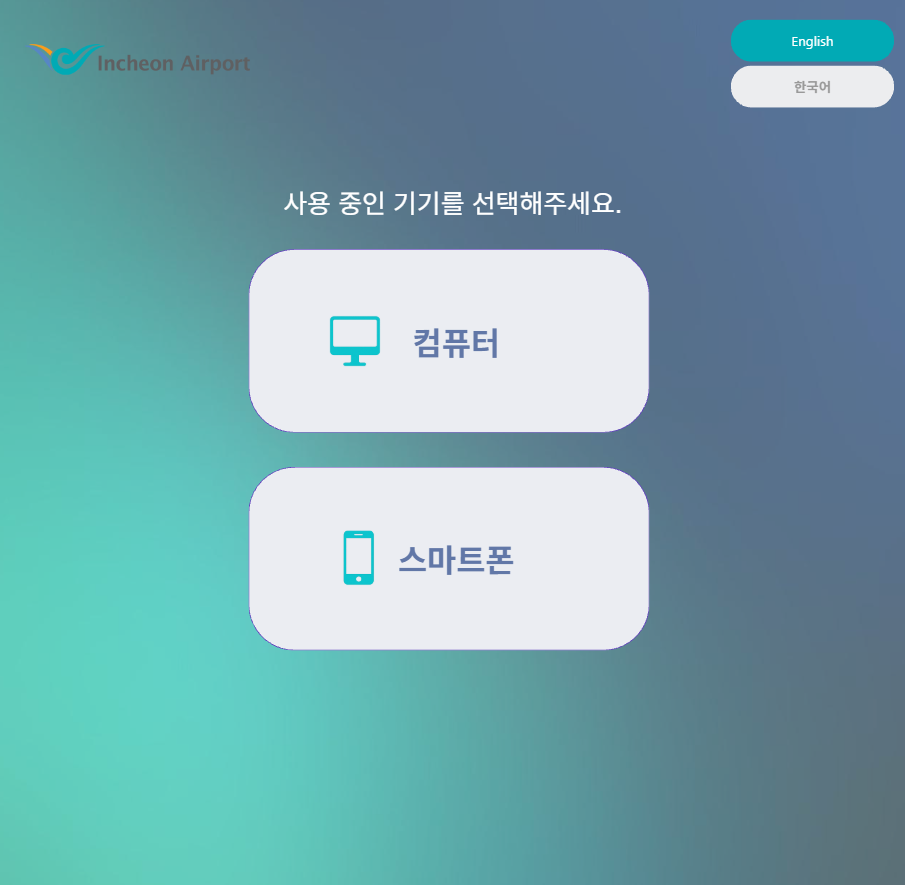 Incheon Airport
English
한국어
사용 중인 기기를 선택해주세요.
컴퓨터
스마트폰